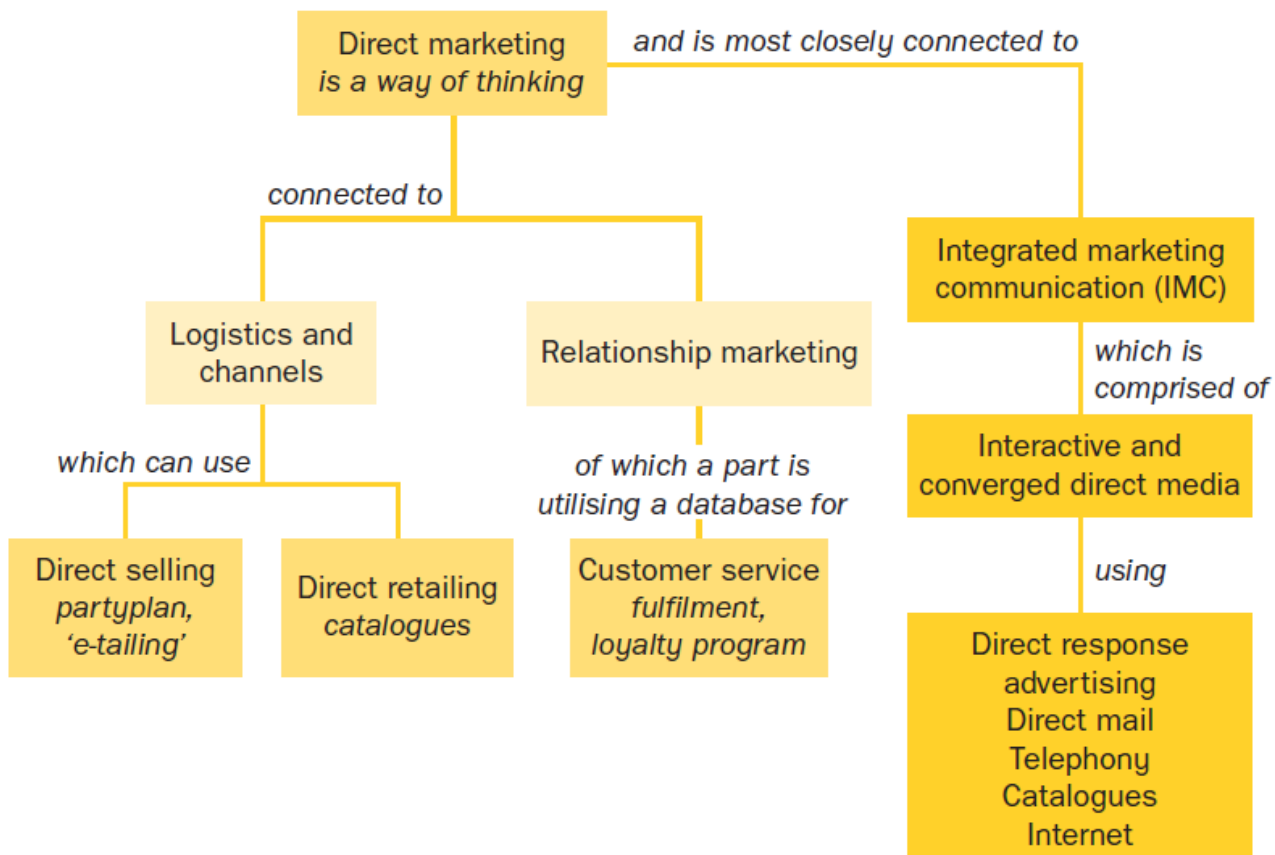 Direct marketing
is a way of thinking
and is most closely connected to
connected to
Integrated marketing
communication (IMC)
Logistics and
channels
Relationship marketing
which is
comprised of
which can use
of which a part is
utilising a database for
Interactive and
converged direct media
Direct selling
partyplan,
‘e-tailing’
Direct retailing
catalogues
Customer service
fulfilment,
loyalty program
using
Direct response
advertising
Direct mail
Telephony
Catalogues
Internet